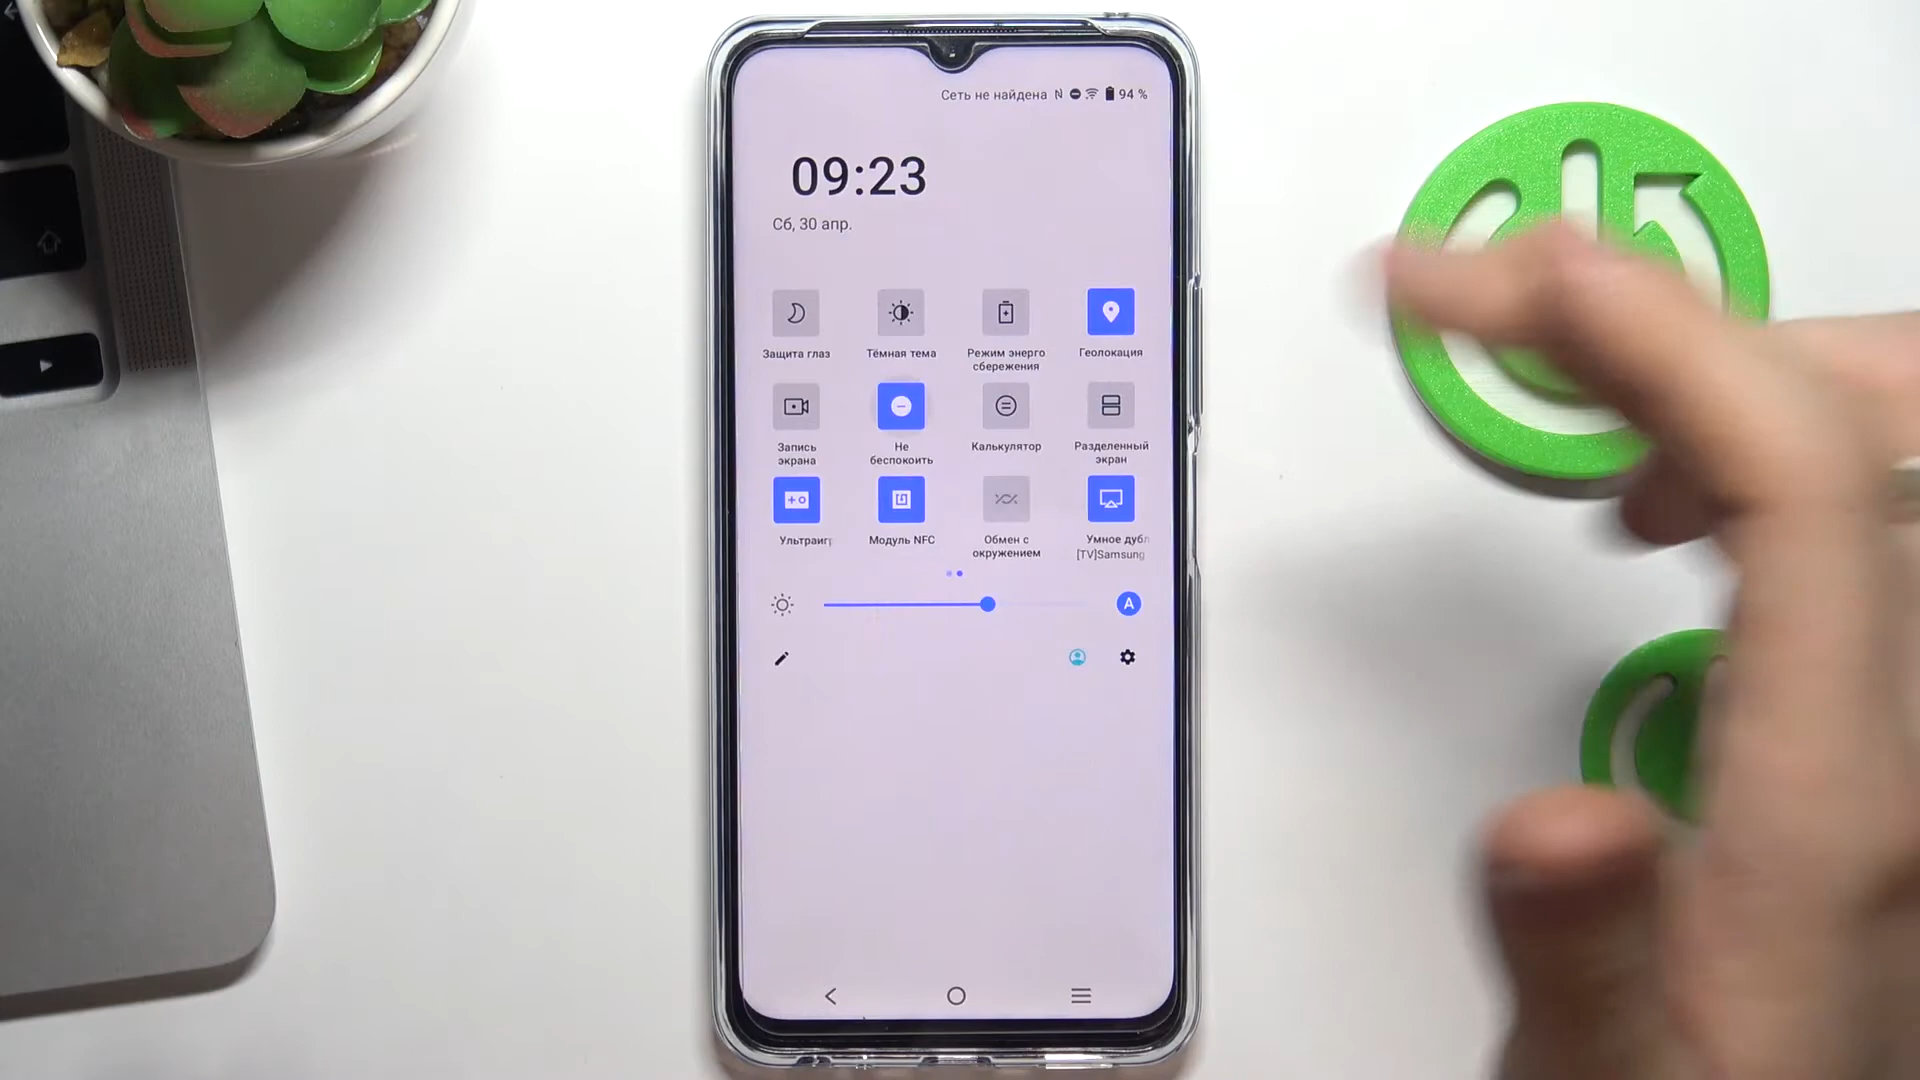 Сеть не найдена 94 %
09:23
Сб, 30 апр.
Защита глаз
Тёмная тема
Режим энерго
сбережения
Геолокация
Запись
экрана
Не
беспокоить
Калькулятор
Разделенный
экран
Ультраиг
Модуль NFC
Обмен с
окружением
Умное дубл
[TV]Samsung
A